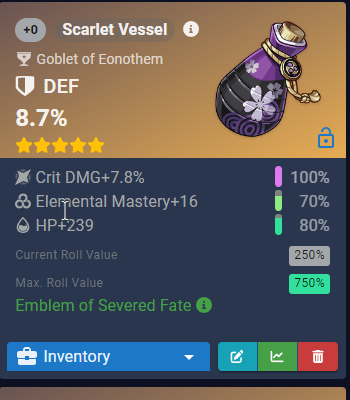 +0 Scarlet Vessel
Goblet of Eonothem
DEF
8.7%
Crit DMG+7.8% 100%
Elemental Mastery+16 70%
HP+239 80%
Current Roll Value 250%
Max. Roll Value 750%
Emblem of Severed Fate
Inventory